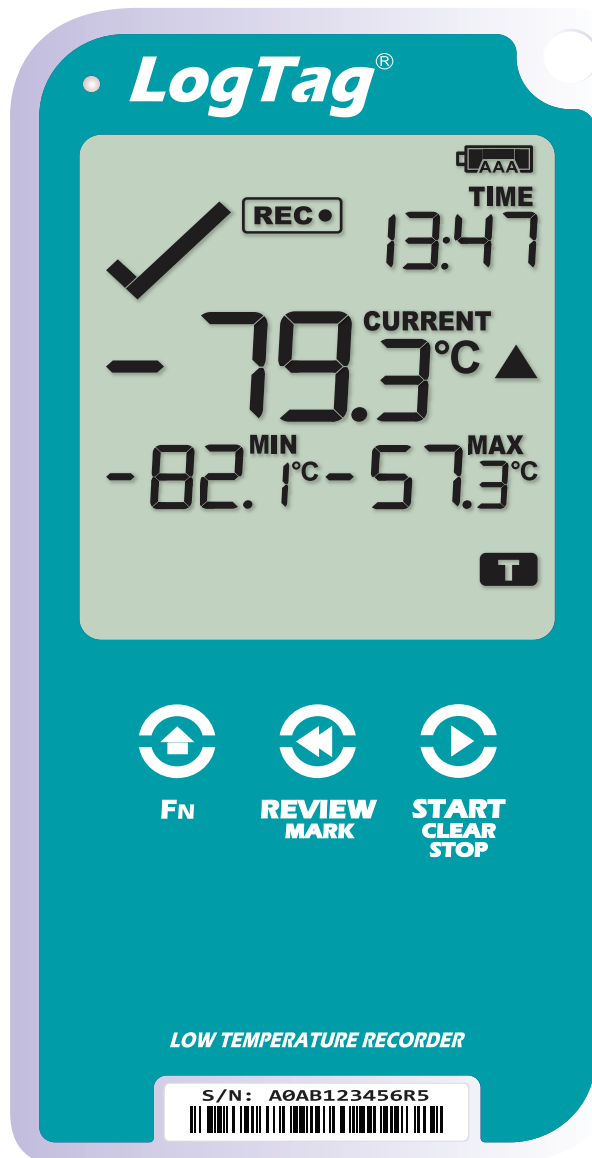 LogTag®
AAA
TIME
REC
13:47
CURRENT
-79.3°C
MIN MAX
-82.1°C -57.3°C
T
FN REVIEW START
MARK CLEAR
STOP
LOW TEMPERATURE RECORDER
S/N: A0AB123456R5